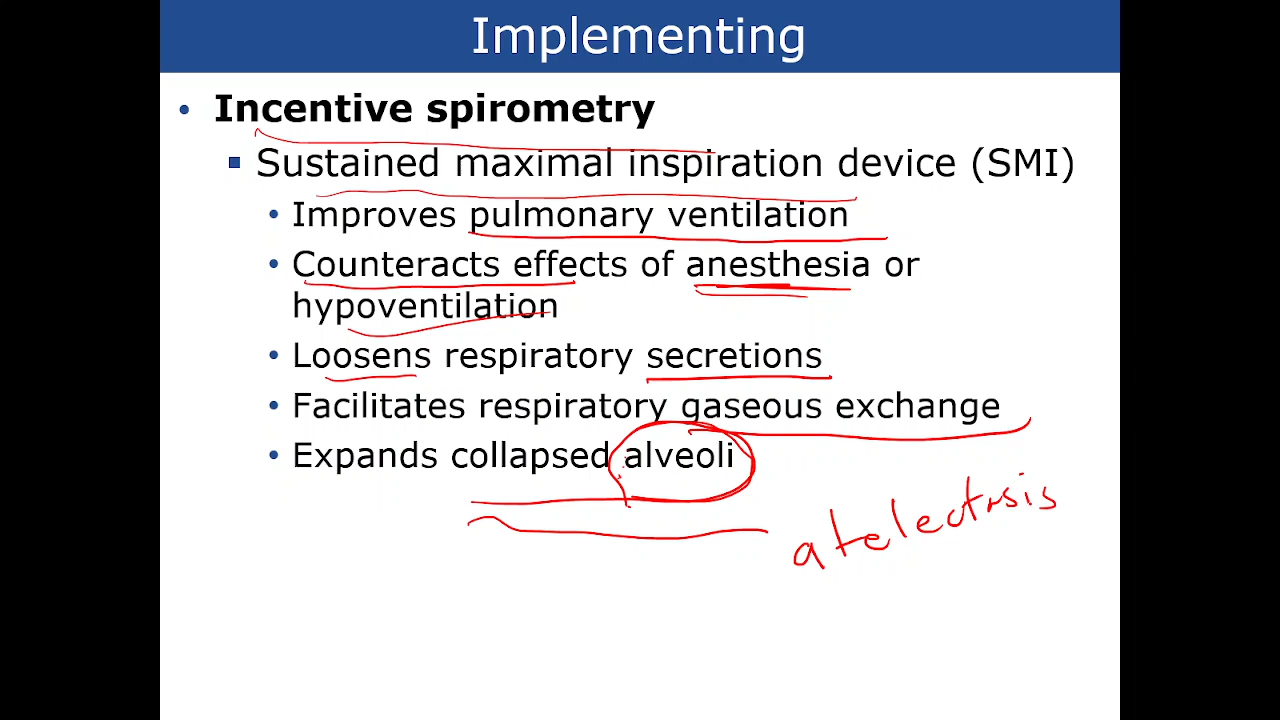 Implementing
• Incentive spirometry
▪ Sustained maximal inspiration device (SMI)
• Improves pulmonary ventilation
• Counteracts effects of anesthesia or
hypoventilation
• Loosens respiratory secretions
• Facilitates respiratory gaseous exchange
• Expands collapsed alveoli
atelectasis